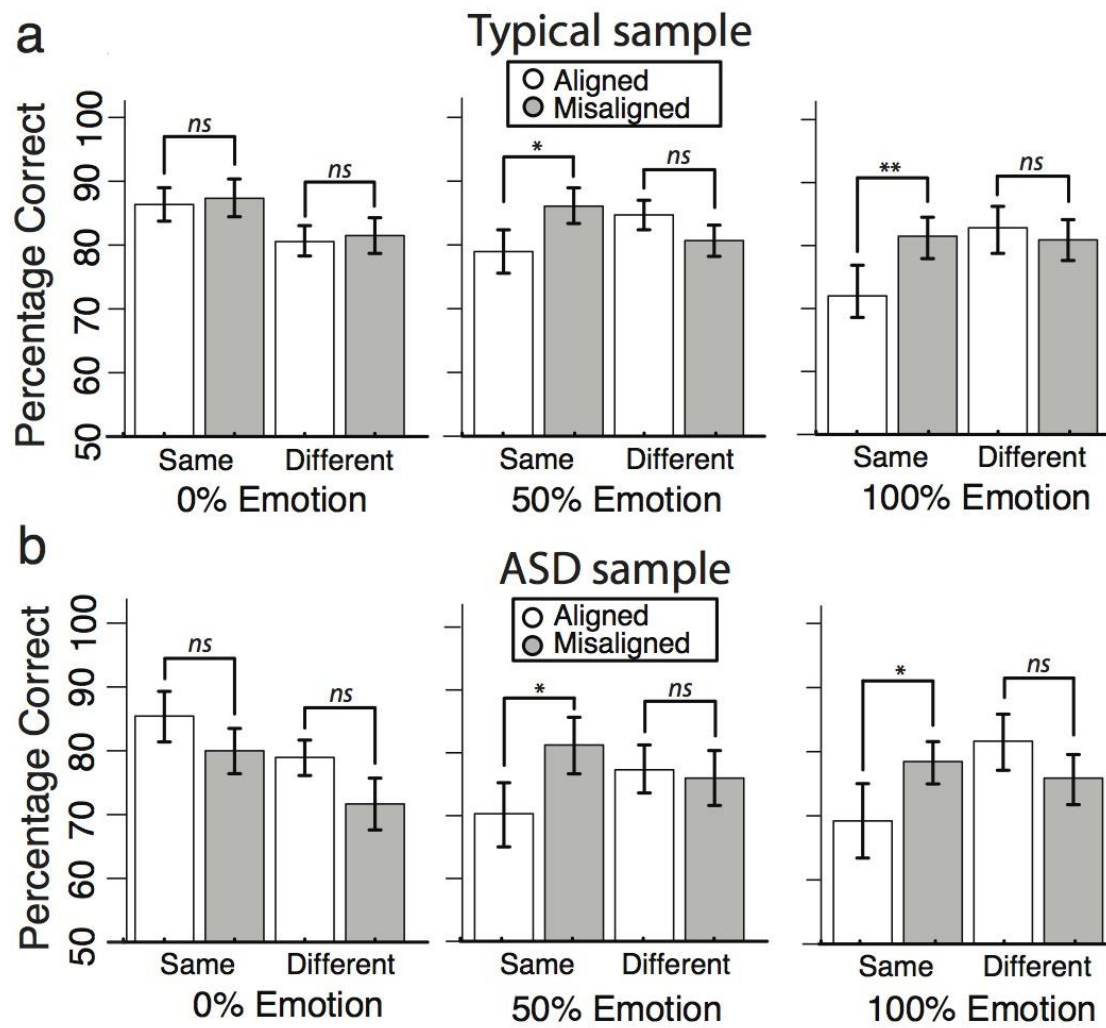 a
Typical sample
Aligned
Misaligned
Percentage Correct
100
90
80
70
60
50
ns
ns
*
ns
**
ns
Same Different
0% Emotion
Same Different
50% Emotion
Same Different
100% Emotion
b
ASD sample
Aligned
Misaligned
Percentage Correct
100
90
80
70
60
50
ns
ns
*
ns
*
ns
Same Different
0% Emotion
Same Different
50% Emotion
Same Different
100% Emotion